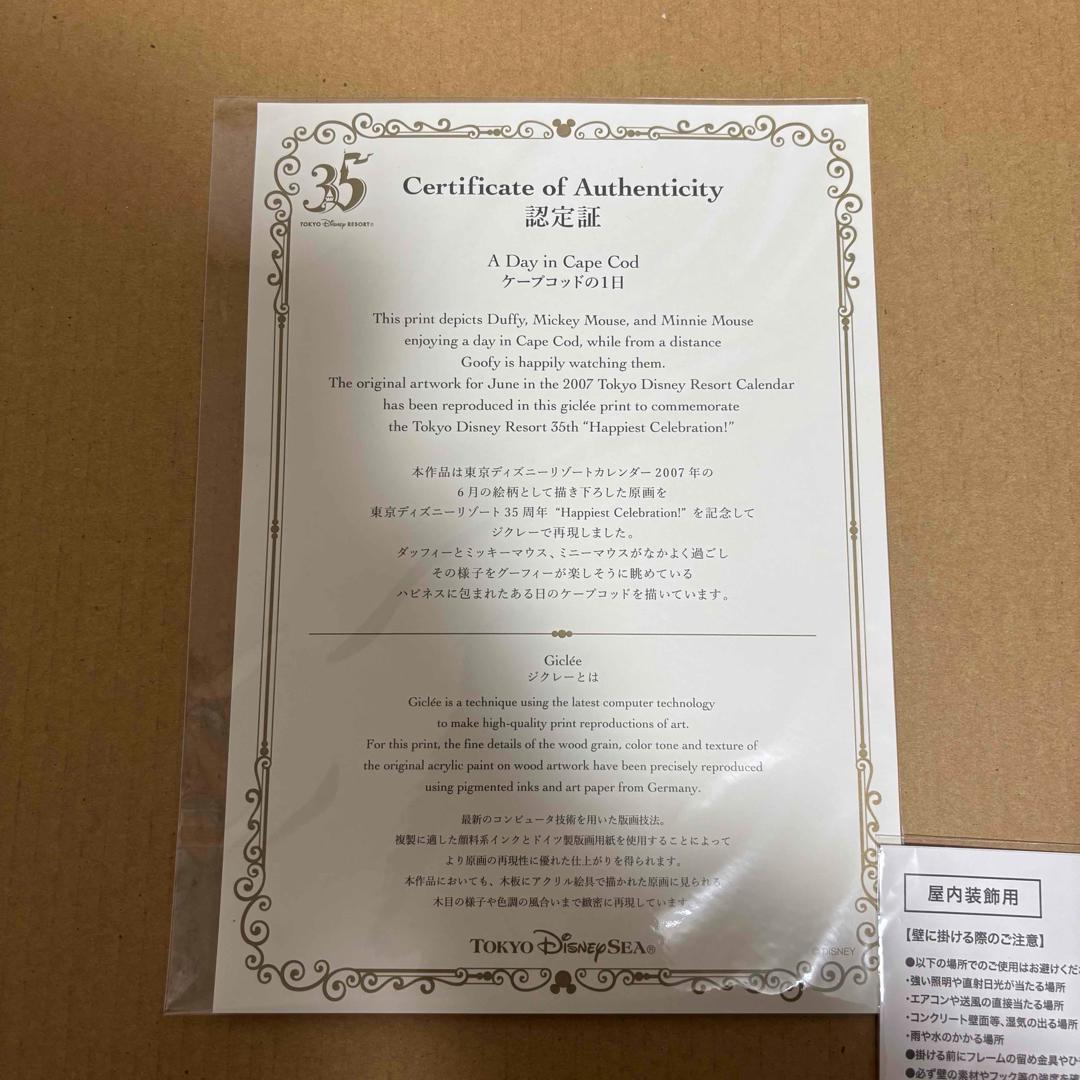 35
TOKYO Disney RESORT®
Certificate of Authenticity
認定証
A Day in Cape Cod
ケープコッドの1日
This print depicts Duffy, Mickey Mouse, and Minnie Mouse
enjoying a day in Cape Cod, while from a distance
Goofy is happily watching them.
The original artwork for June in the 2007 Tokyo Disney Resort Calendar
has been reproduced in this giclée print to commemorate
the Tokyo Disney Resort 35th “Happiest Celebration!”
本作品は東京ディズニーリゾートカレンダー2007年の
6月の絵柄として描き下ろした原画を
東京ディズニーリゾート35周年 “Happiest Celebration!” を記念して
ジクレーで再現しました。
ダッフィーとミッキーマウス、ミニーマウスがなかよく過ごし
その様子をグーフィーが楽しそうに眺めている
ハピネスに包まれたある日のケープコッドを描いています。
Giclée
ジクレーとは
Giclée is a technique using the latest computer technology
to make high-quality print reproductions of art.
For this print, the fine details of the wood grain, color tone and texture of
the original acrylic paint on wood artwork have been precisely reproduced
using pigmented inks and art paper from Germany.
最新のコンピュータ技術を用いた版画技法。
複製に適した顔料系インクとドイツ製版画用紙を使用することによって
より原画の再現性に優れた仕上がりを得られます。
本作品においても、木板にアクリル絵具で描かれた原画に見られる
木目の様子や色調の風合いまで緻密に再現しています
TOKYO DISNEYSEA®
©DISNEY
屋内装飾用
【壁に掛ける際のご注意】
●以下の場所でのご使用はお避けくだ
・強い照明や直射日光が当たる場所
・エアコンや送風の直接当たる場所
・コンクリート壁面等、湿気の出る場所
・雨や水のかかる場所
●掛ける前にフレームの留め金具やひ
●必ず壁の素材やフック等の強度を